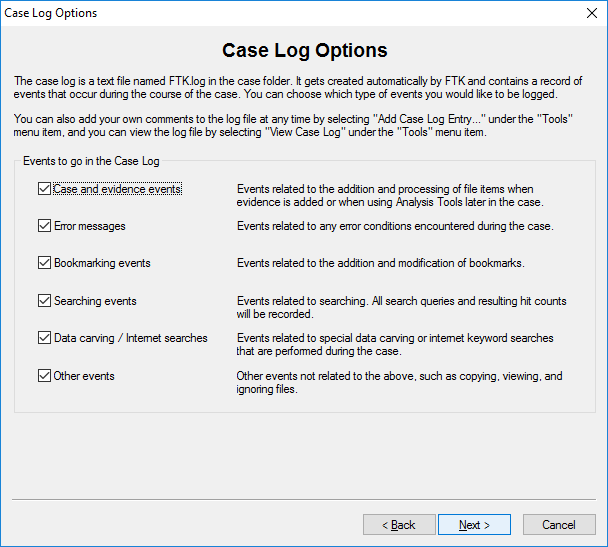 Case Log Options
Case Log Options
The case log is a text file named FTK.log in the case folder. It gets created automatically by FTK and contains a record of
events that occur during the course of the case. You can choose which type of events you would like to be logged.
You can also add your own comments to the log file at any time by selecting "Add Case Log Entry..." under the "Tools"
menu item, and you can view the log file by selecting "View Case Log" under the "Tools" menu item.
Events to go in the Case Log
Case and evidence events
Events related to the addition and processing of file items when
evidence is added or when using Analysis Tools later in the case.
Error messages
Events related to any error conditions encountered during the case.
Bookmarking events
Events related to the addition and modification of bookmarks.
Searching events
Events related to searching. All search queries and resulting hit counts
will be recorded.
Data carving / Internet searches
Events related to special data carving or internet keyword searches
that are performed during the case.
Other events
Other events not related to the above, such as copying, viewing, and
ignoring files.
< Back
Next >
Cancel